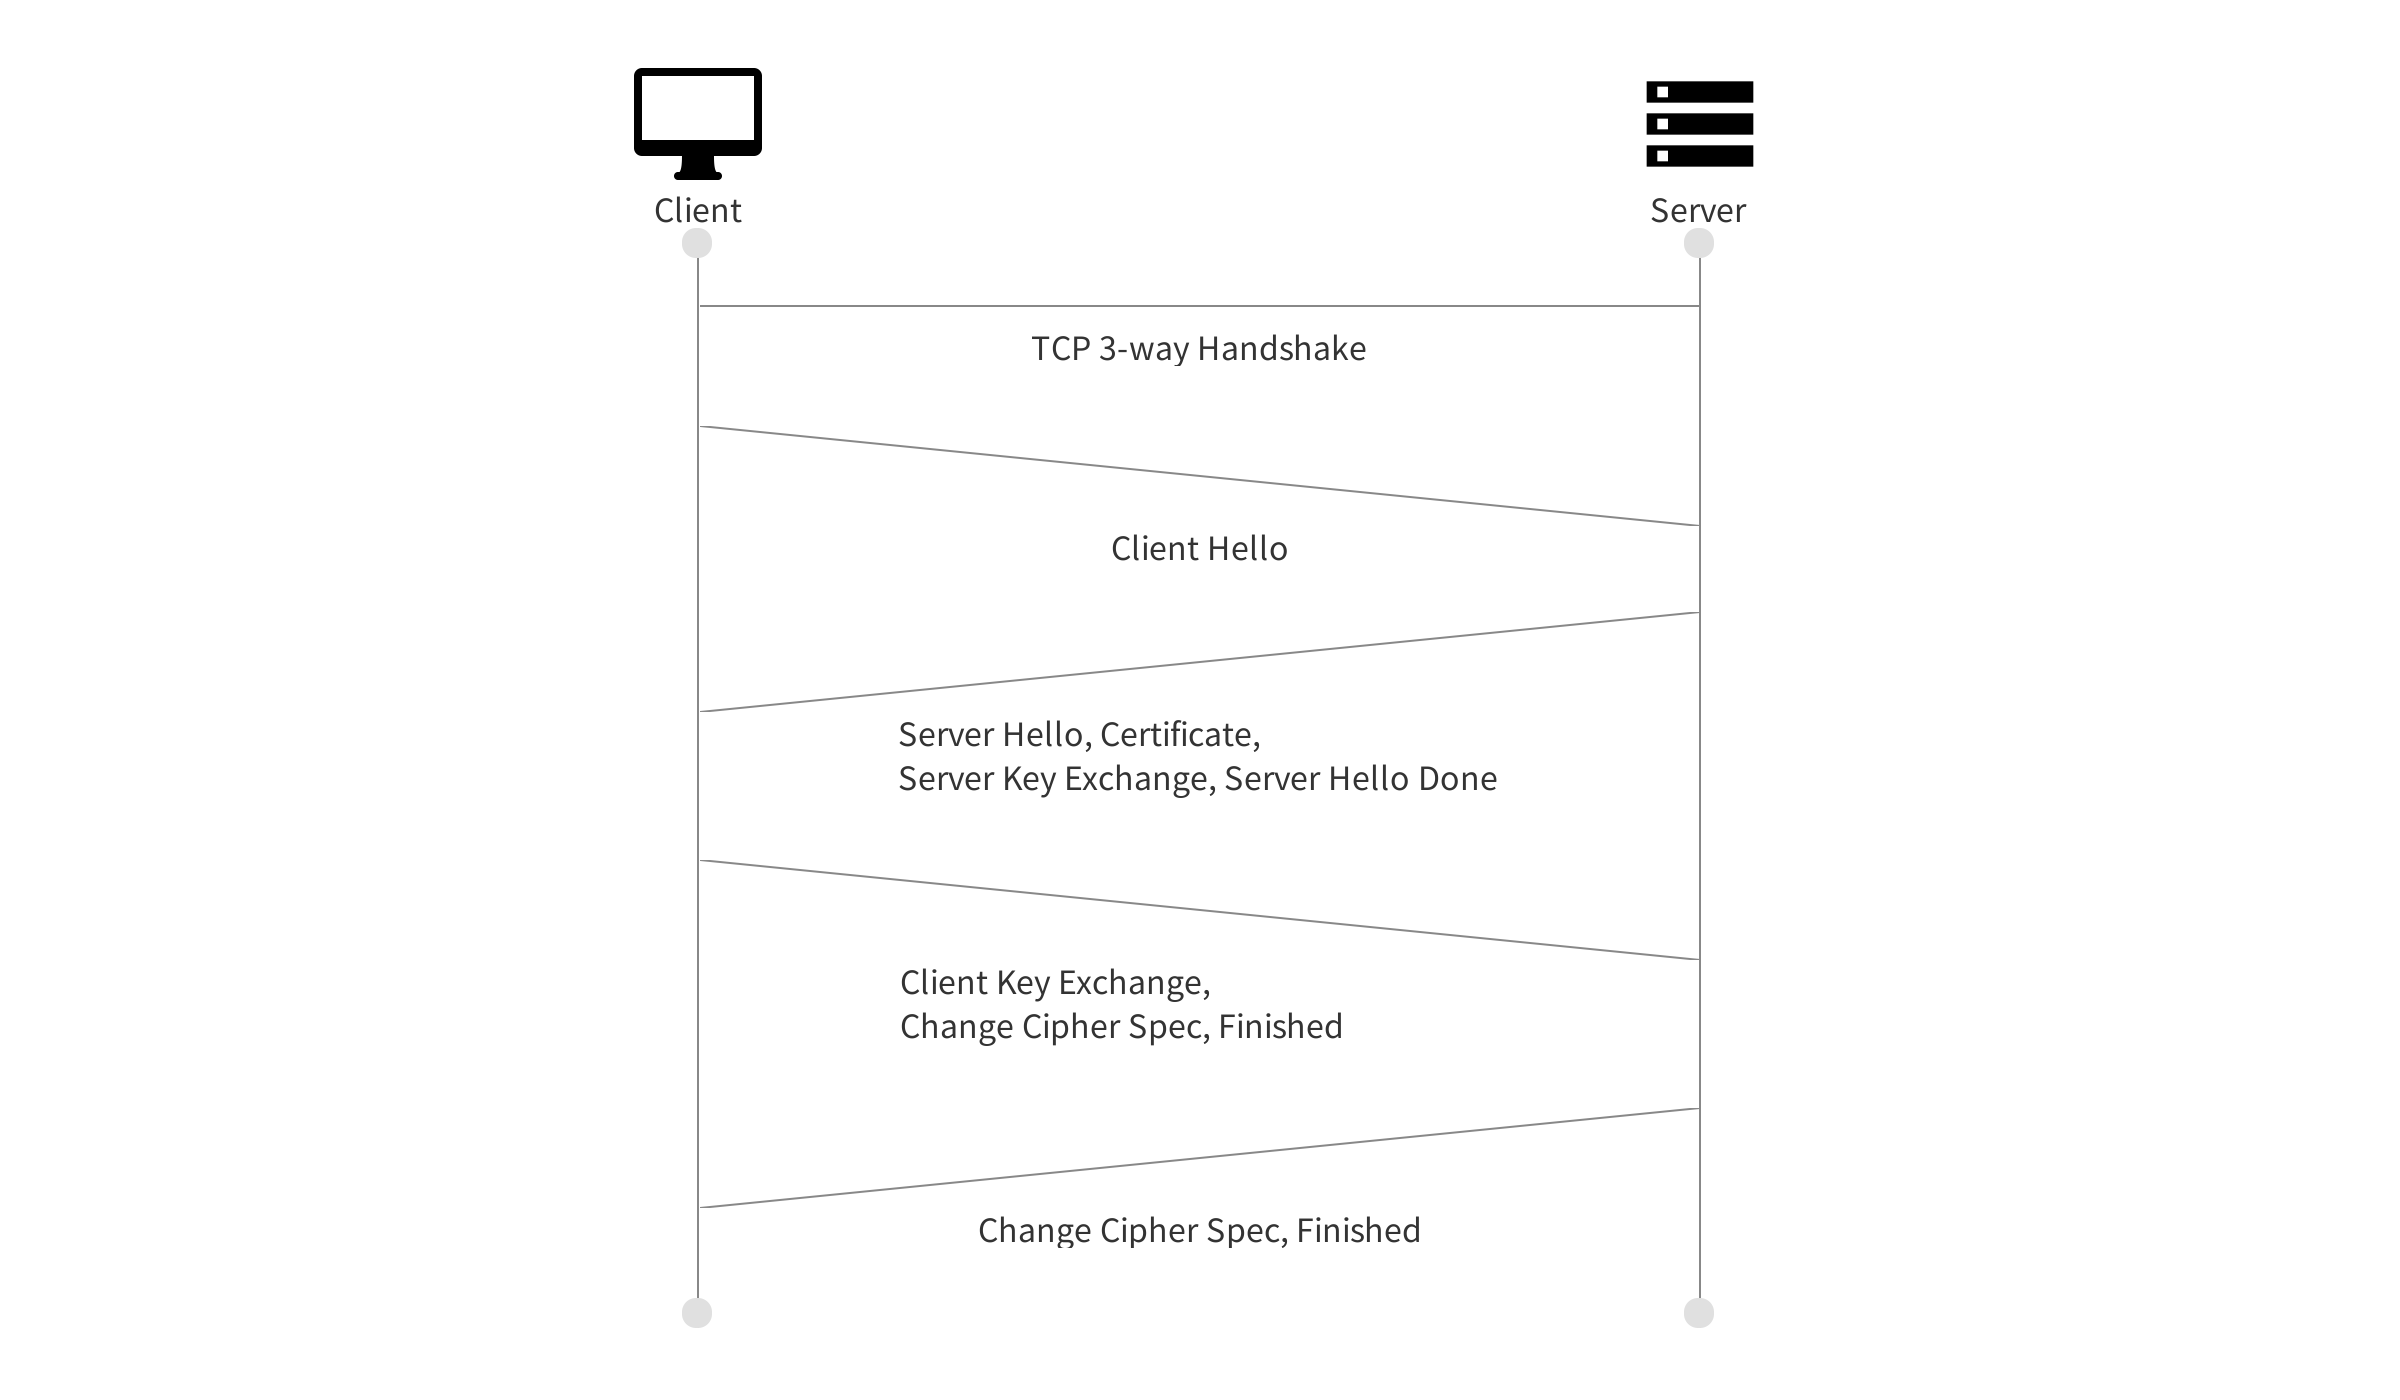 Client
Server
TCP 3-way Handshake
Client Hello
Server Hello, Certificate,
Server Key Exchange, Server Hello Done
Client Key Exchange,
Change Cipher Spec, Finished
Change Cipher Spec, Finished